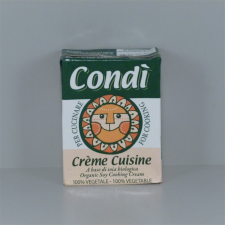 Condì
PER CUCINARE
FOR COOKING
Crème Cuisine
A base di soia biologica
Organic Soy Cooking Cream
100% VEGETALE - 100% VEGETABLE